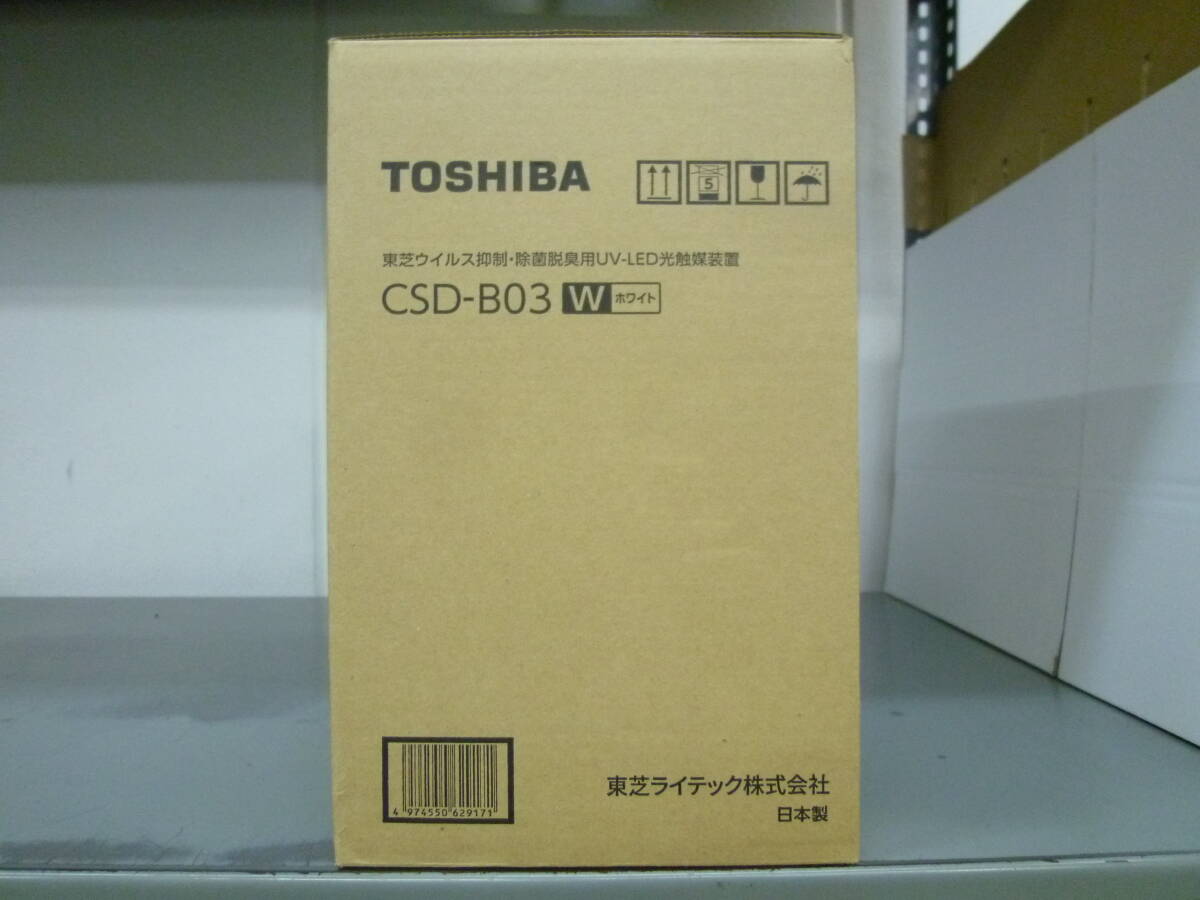 TOSHIBA
5
東芝ウイルス抑制・除菌脱臭用UV-LED光触媒装置
CSD-B03 W ホワイト
4 974550 629171
東芝ライテック株式会社
日本製